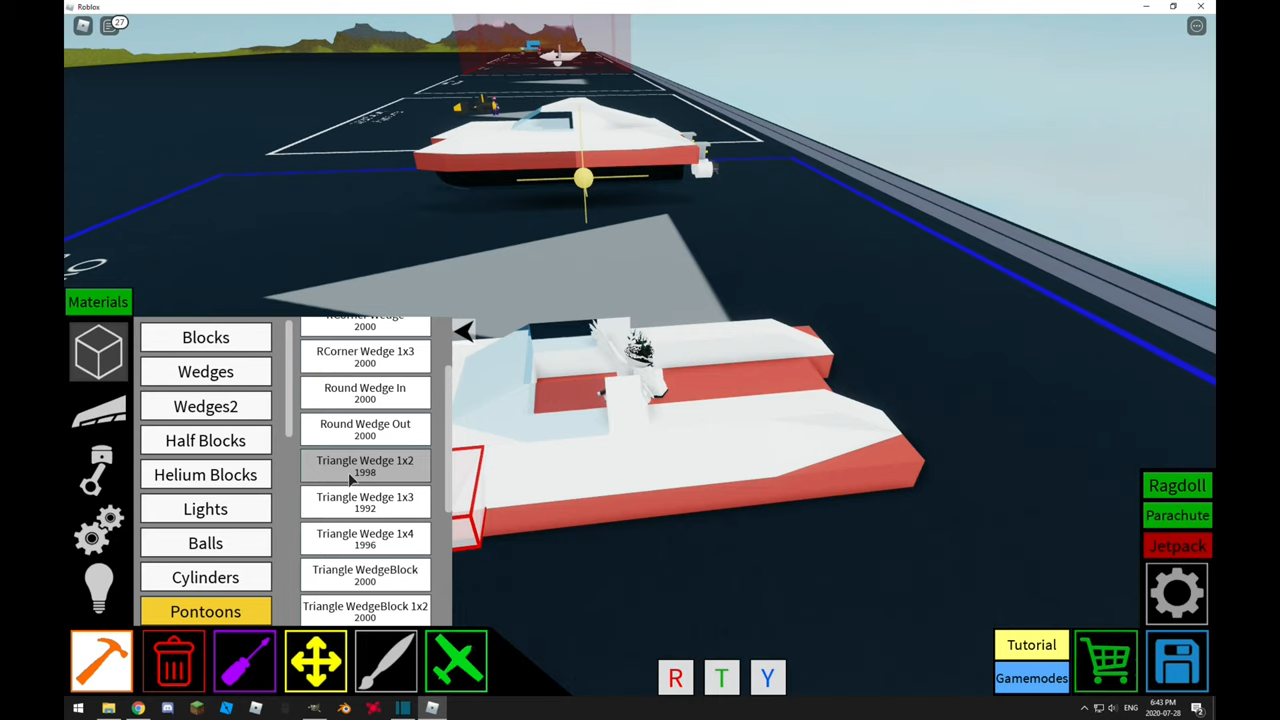 Roblox
27
Materials
Blocks
Wedges
Wedges2
Half Blocks
Helium Blocks
Lights
Balls
Cylinders
Pontoons
2000
RCorner Wedge 1x3
2000
Round Wedge In
2000
Round Wedge Out
2000
Triangle Wedge 1x2
1998
Triangle Wedge 1x3
1992
Triangle Wedge 1x4
1996
Triangle WedgeBlock
2000
Triangle WedgeBlock 1x2
2000
Ragdoll
Parachute
Jetpack
Tutorial
Gamemodes
R T Y
ENG
6:43 PM
2020-07-28
2